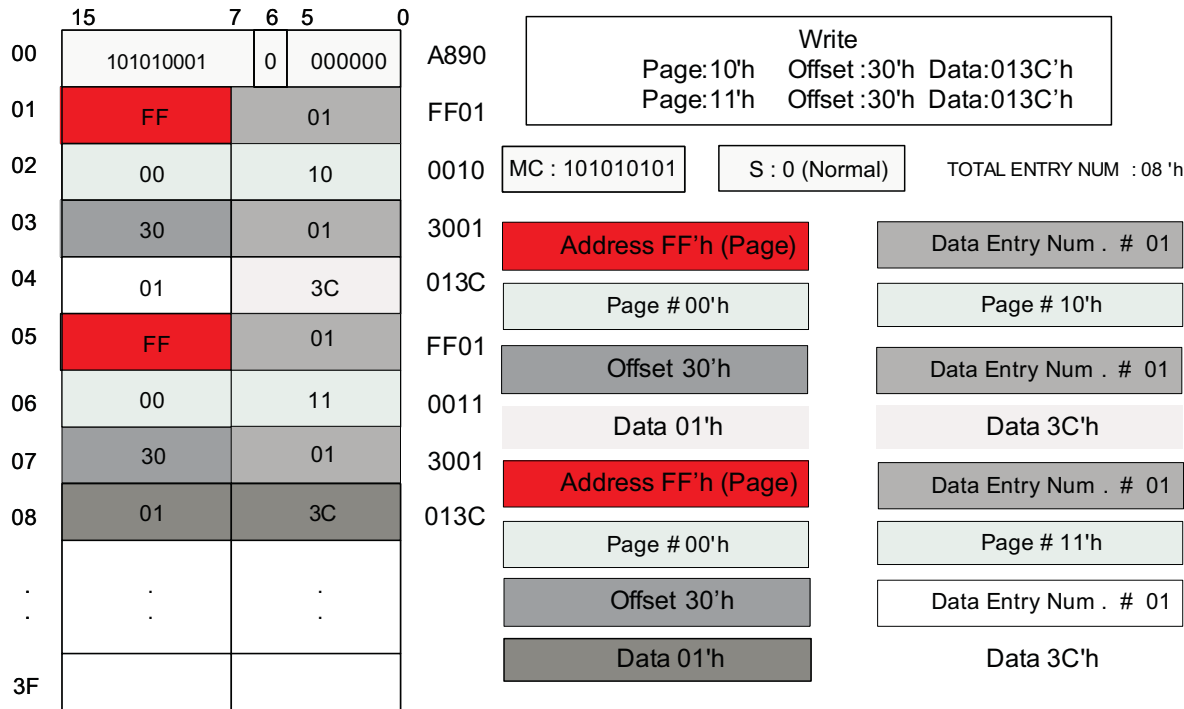 15 7 6 5 0
00 101010001 0 000000 A890
01 FF 01 FF01
02 00 10 0010
03 30 01 3001
04 01 3C 013C
05 FF 01 FF01
06 00 11 0011
07 30 01 3001
08 01 3C 013C
. . .
. . .
3F
Write
Page:10'h Offset :30'h Data:013C'h
Page:11'h Offset :30'h Data:013C'h
MC : 101010101 S : 0 (Normal) TOTAL ENTRY NUM : 08 'h
Address FF'h (Page) Data Entry Num . # 01
Page # 00'h Page # 10'h
Offset 30'h Data Entry Num . # 01
Data 01'h Data 3C'h
Address FF'h (Page) Data Entry Num . # 01
Page # 00'h Page # 11'h
Offset 30'h Data Entry Num . # 01
Data 01'h Data 3C'h